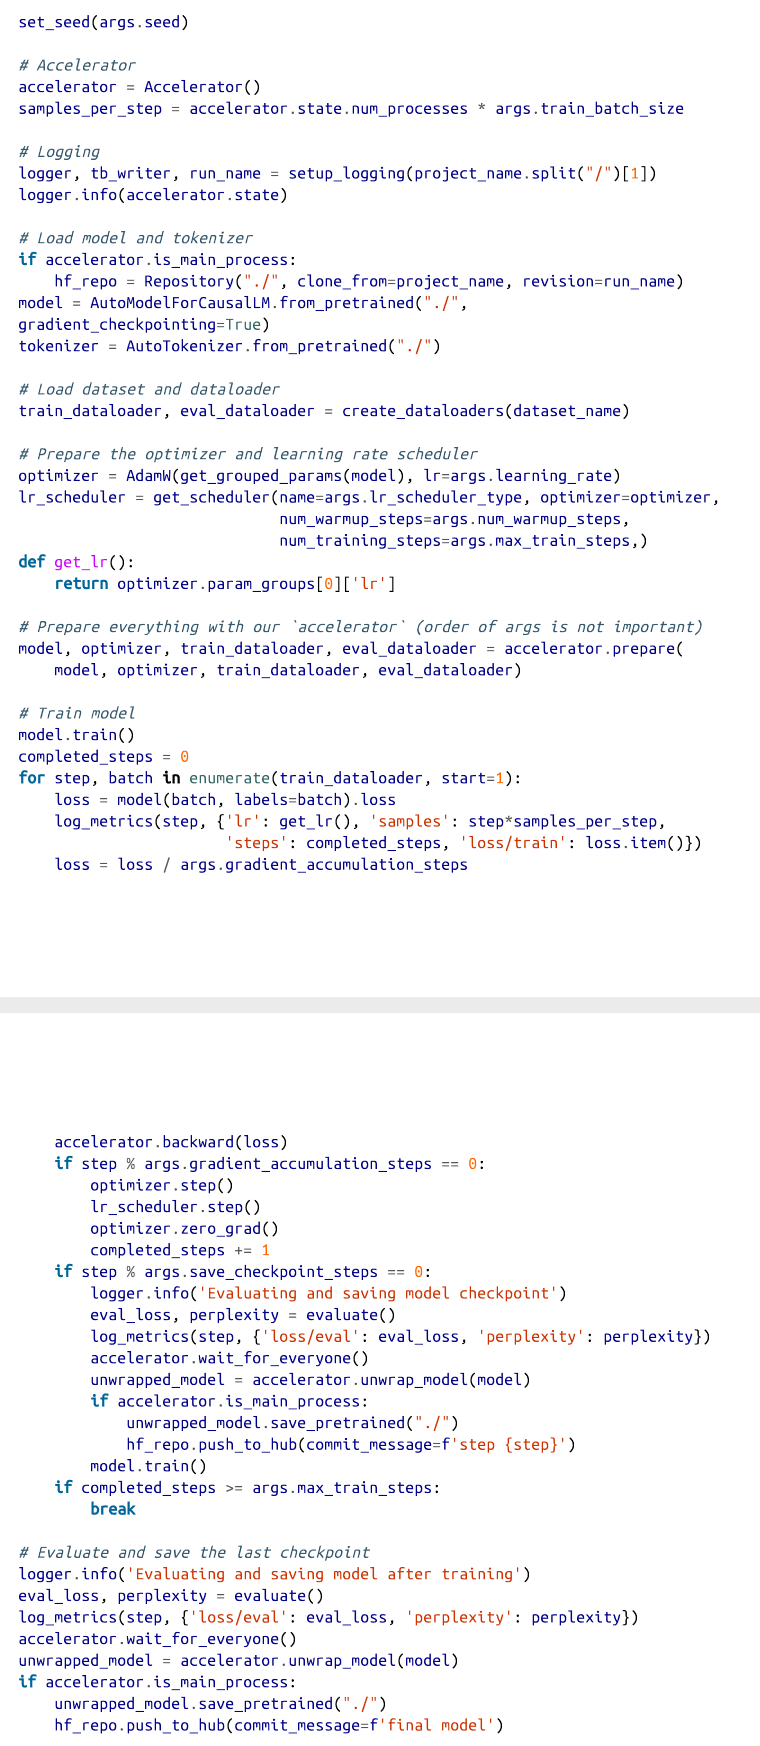 set_seed(args.seed)

# Accelerator
accelerator = Accelerator()
samples_per_step = accelerator.state.num_processes * args.train_batch_size

# Logging
logger, tb_writer, run_name = setup_logging(project_name.split("/")[1])
logger.info(accelerator.state)

# Load model and tokenizer
if accelerator.is_main_process:
    hf_repo = Repository("./", clone_from=project_name, revision=run_name)
model = AutoModelForCausalLM.from_pretrained("./",
gradient_checkpointing=True)
tokenizer = AutoTokenizer.from_pretrained("./")

# Load dataset and dataloader
train_dataloader, eval_dataloader = create_dataloaders(dataset_name)

# Prepare the optimizer and learning rate scheduler
optimizer = AdamW(get_grouped_params(model), lr=args.learning_rate)
lr_scheduler = get_scheduler(name=args.lr_scheduler_type, optimizer=optimizer,
                             num_warmup_steps=args.num_warmup_steps,
                             num_training_steps=args.max_train_steps,)
def get_lr():
    return optimizer.param_groups[0]['lr']

# Prepare everything with our `accelerator` (order of args is not important)
model, optimizer, train_dataloader, eval_dataloader = accelerator.prepare(
    model, optimizer, train_dataloader, eval_dataloader)

# Train model
model.train()
completed_steps = 0
for step, batch in enumerate(train_dataloader, start=1):
    loss = model(batch, labels=batch).loss
    log_metrics(step, {'lr': get_lr(), 'samples': step*samples_per_step,
                       'steps': completed_steps, 'loss/train': loss.item()})
    loss = loss / args.gradient_accumulation_steps
    accelerator.backward(loss)
    if step % args.gradient_accumulation_steps == 0:
        optimizer.step()
        lr_scheduler.step()
        optimizer.zero_grad()
        completed_steps += 1
    if step % args.save_checkpoint_steps == 0:
        logger.info('Evaluating and saving model checkpoint')
        eval_loss, perplexity = evaluate()
        log_metrics(step, {'loss/eval': eval_loss, 'perplexity': perplexity})
        accelerator.wait_for_everyone()
        unwrapped_model = accelerator.unwrap_model(model)
        if accelerator.is_main_process:
            unwrapped_model.save_pretrained("./")
            hf_repo.push_to_hub(commit_message=f'step {step}')
        model.train()
    if completed_steps >= args.max_train_steps:
        break

# Evaluate and save the last checkpoint
logger.info('Evaluating and saving model after training')
eval_loss, perplexity = evaluate()
log_metrics(step, {'loss/eval': eval_loss, 'perplexity': perplexity})
accelerator.wait_for_everyone()
unwrapped_model = accelerator.unwrap_model(model)
if accelerator.is_main_process:
    unwrapped_model.save_pretrained("./")
    hf_repo.push_to_hub(commit_message=f'final model')